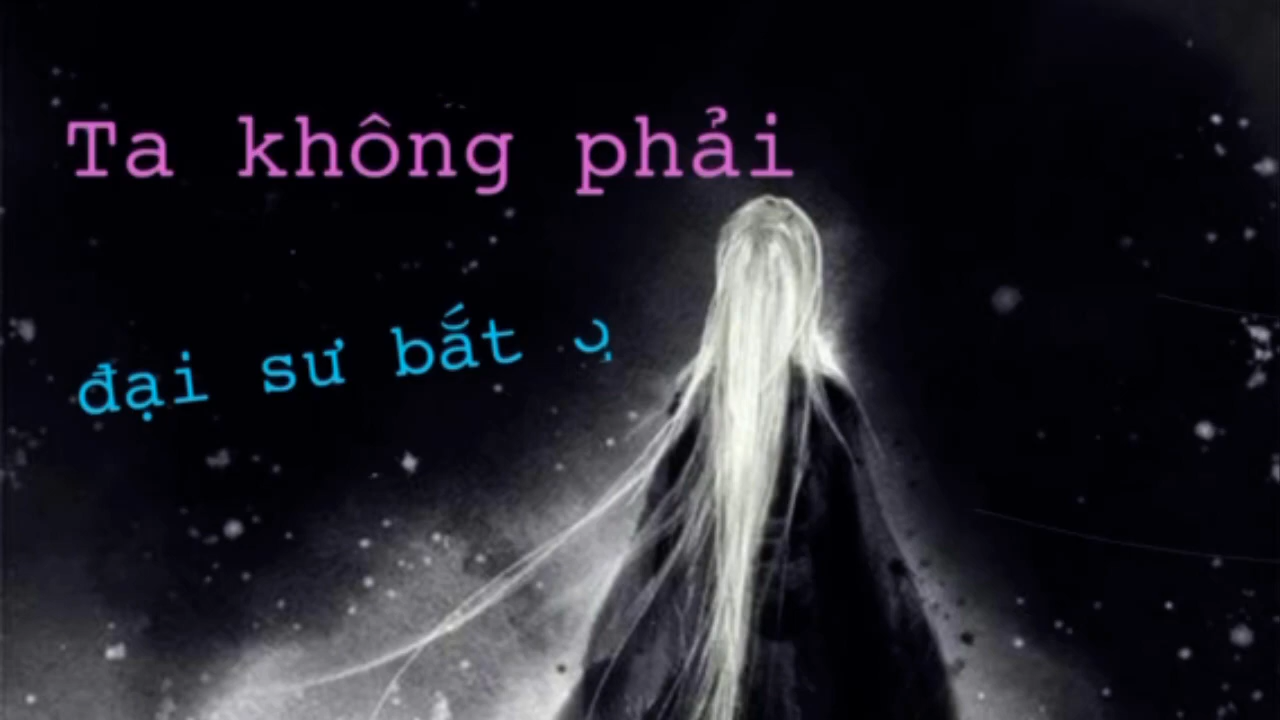 Ta không phải
đại sư bắt